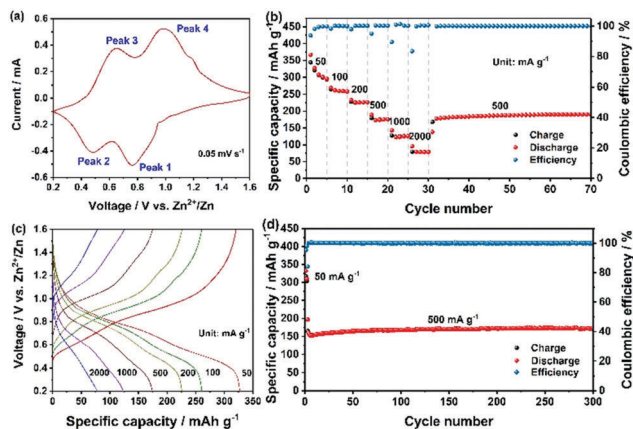 (a)
Peak 3
Peak 4
Peak 2
Peak 1
0.05 mV s⁻¹
0.6
0.4
0.2
0.0
-0.2
-0.4
-0.6
0.2 0.4 0.6 0.8 1.0 1.2 1.4 1.6
Current / mA
Voltage / V vs. Zn²⁺/Zn
(b)
Unit: mA g⁻¹
50
100
200
500
1000
2000
500
Charge
Discharge
Efficiency
450
400
350
300
250
200
150
100
50
0
100
80
60
40
20
0
0 10 20 30 40 50 60 70
Specific capacity / mAh g⁻¹
Coulombic efficiency / %
Cycle number
(c)
Unit: mA g⁻¹
2000 1000 500 200 100 50
1.6
1.4
1.2
1.0
0.8
0.6
0.4
0.2
0 50 100 150 200 250 300 350
Voltage / V vs. Zn²⁺/Zn
Specific capacity / mAh g⁻¹
(d)
50 mA g⁻¹
500 mA g⁻¹
Charge
Discharge
Efficiency
450
400
350
300
250
200
150
100
50
0
100
80
60
40
20
0
0 50 100 150 200 250 300
Specific capacity / mAh g⁻¹
Coulombic efficiency / %
Cycle number